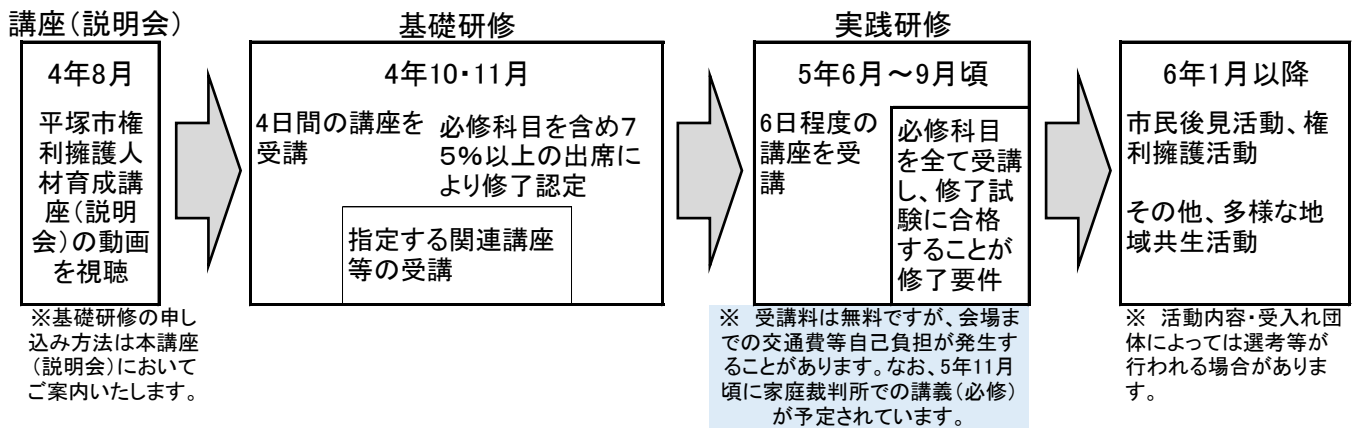 講座(説明会)
4年8月
平塚市権
利擁護人
材育成講
座(説明
会)の動画
を視聴
※基礎研修の申し
込み方法は本講座
(説明会)において
ご案内いたします。
基礎研修
4年10・11月
4日間の講座を
受講
必修科目を含め7
5%以上の出席に
より修了認定
指定する関連講座
等の受講
実践研修
5年6月～9月頃
6日程度の
講座を受
講
必修科目
を全て受講
し、修了試
験に合格
することが
修了要件
※ 受講料は無料ですが、会場ま
での交通費等自己負担が発生す
ることがあります。なお、5年11月
頃に家庭裁判所での講義(必修)
が予定されています。
6年1月以降
市民後見活動、権
利擁護活動
その他、多様な地
域共生活動
※ 活動内容・受入れ団
体によっては選考等が
行われる場合がありま
す。